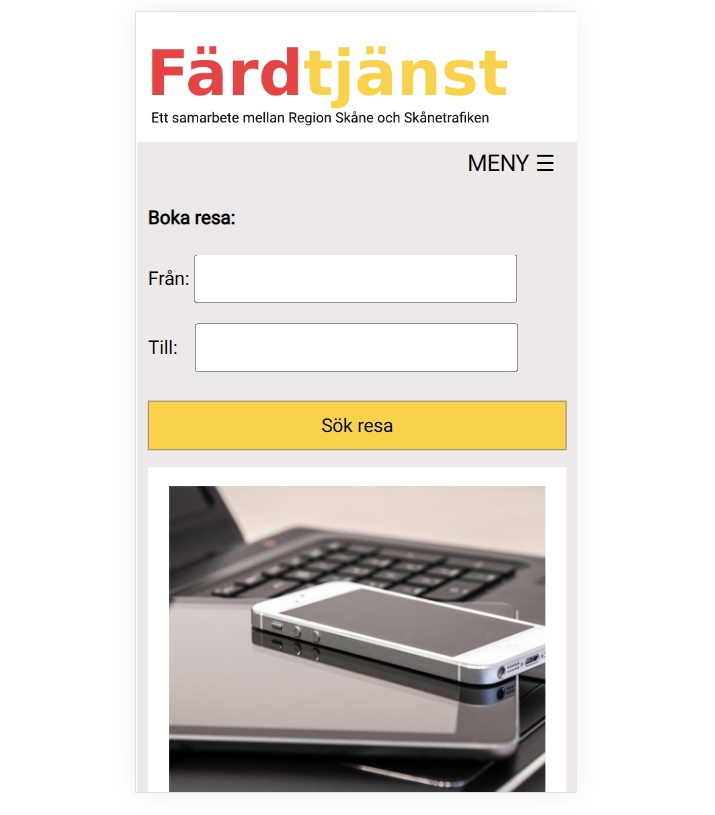 Färdtjänst
Ett samarbete mellan Region Skåne och Skånetrafiken
MENY ☰
Boka resa:
Från:
Till:
Sök resa